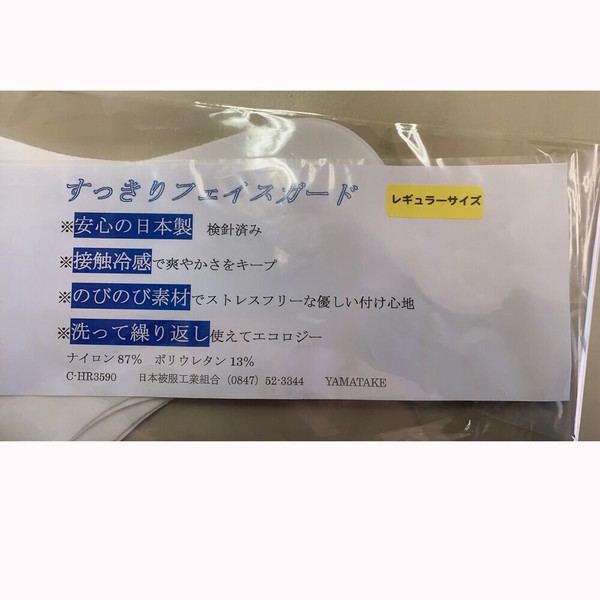 すっきりフェイスガード
レギュラーサイズ
※安心の日本製 検針済み
※接触冷感で爽やかさをキープ
※のびのび素材でストレスフリーな優しい付け心地
※洗って繰り返し使えてエコロジー
ナイロン87% ポリウレタン13%
C-HR3590 日本被服工業組合（0847）52-3344 YAMATAKE